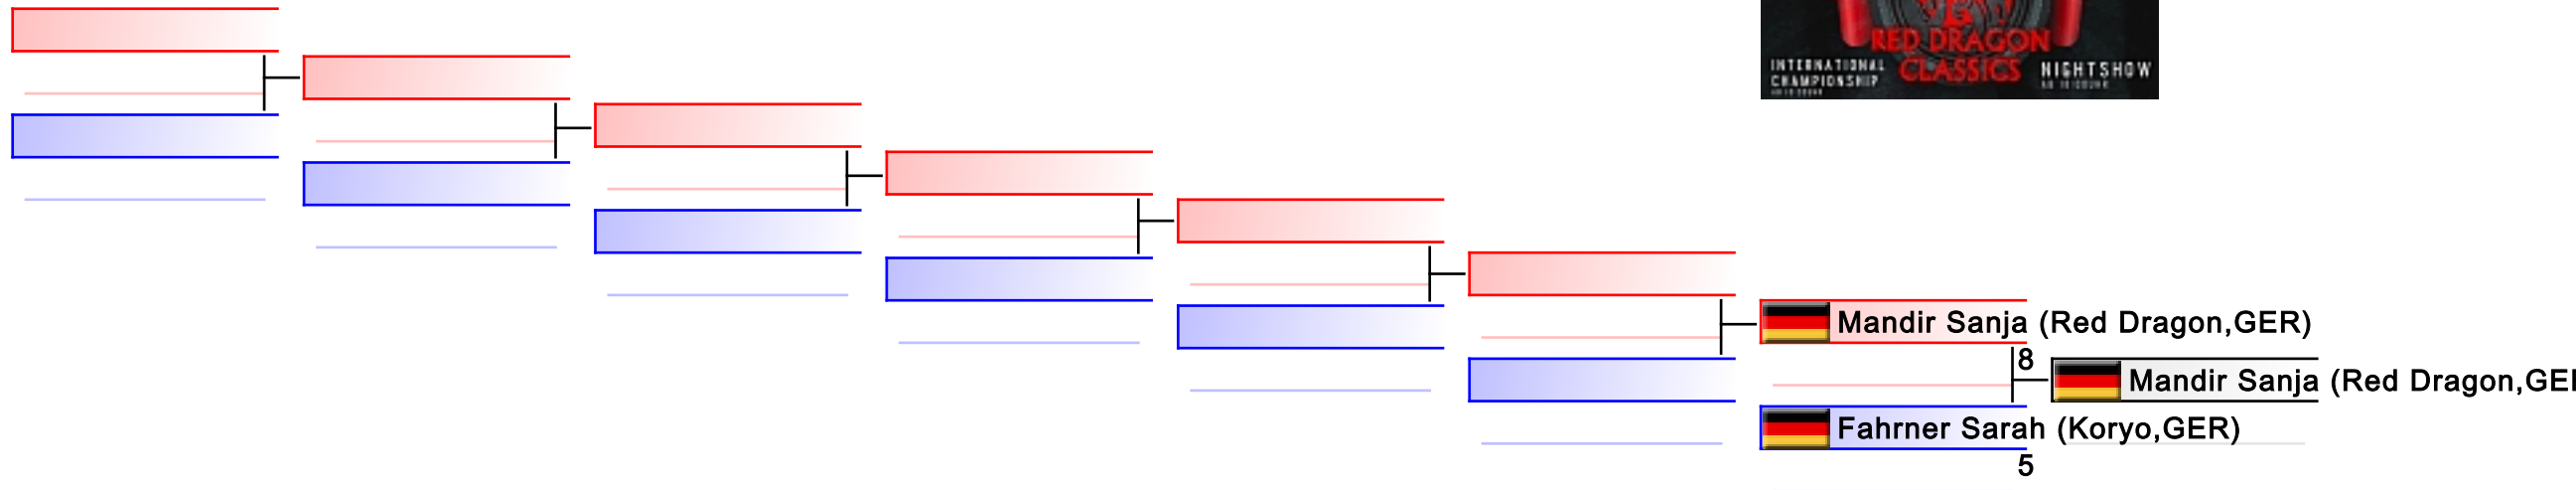 RED DRAGON
CLASSICS
INTERNATIONAL
CHAMPIONSHIP
NIGHTSHOW
Mandir Sanja (Red Dragon,GER)
8
Mandir Sanja (Red Dragon,GE
Fahrner Sarah (Koryo,GER)
5